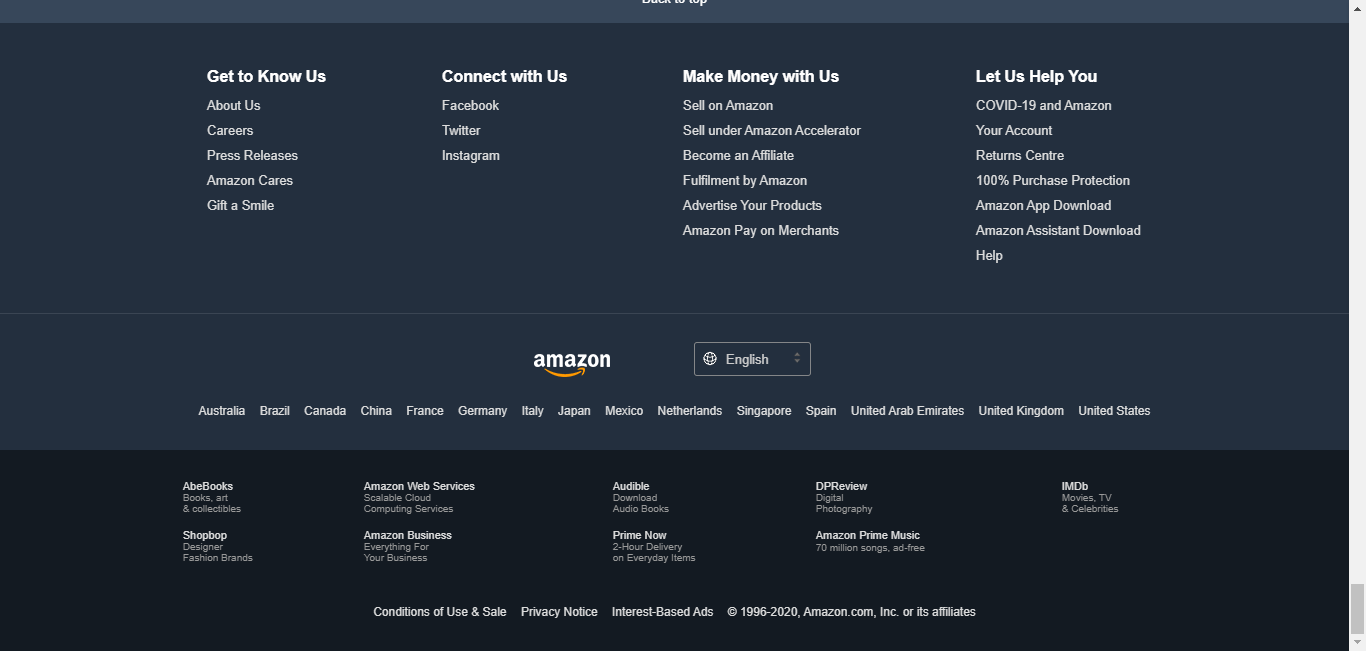 Back to top
Get to Know Us
About Us
Careers
Press Releases
Amazon Cares
Gift a Smile
Connect with Us
Facebook
Twitter
Instagram
Make Money with Us
Sell on Amazon
Sell under Amazon Accelerator
Become an Affiliate
Fulfilment by Amazon
Advertise Your Products
Amazon Pay on Merchants
Let Us Help You
COVID-19 and Amazon
Your Account
Returns Centre
100% Purchase Protection
Amazon App Download
Amazon Assistant Download
Help
amazon
English
Australia Brazil Canada China France Germany Italy Japan Mexico Netherlands Singapore Spain United Arab Emirates United Kingdom United States
AbeBooks
Books, art
& collectibles
Amazon Web Services
Scalable Cloud
Computing Services
Audible
Download
Audio Books
DPReview
Digital
Photography
IMDb
Movies, TV
& Celebrities
Shopbop
Designer
Fashion Brands
Amazon Business
Everything For
Your Business
Prime Now
2-Hour Delivery
on Everyday Items
Amazon Prime Music
70 million songs, ad-free
Conditions of Use & Sale Privacy Notice Interest-Based Ads © 1996-2020, Amazon.com, Inc. or its affiliates